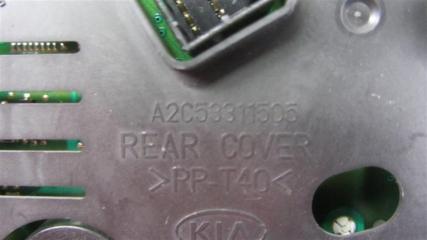 A2C53311505
REAR COVER
>PP-T40<
KIA